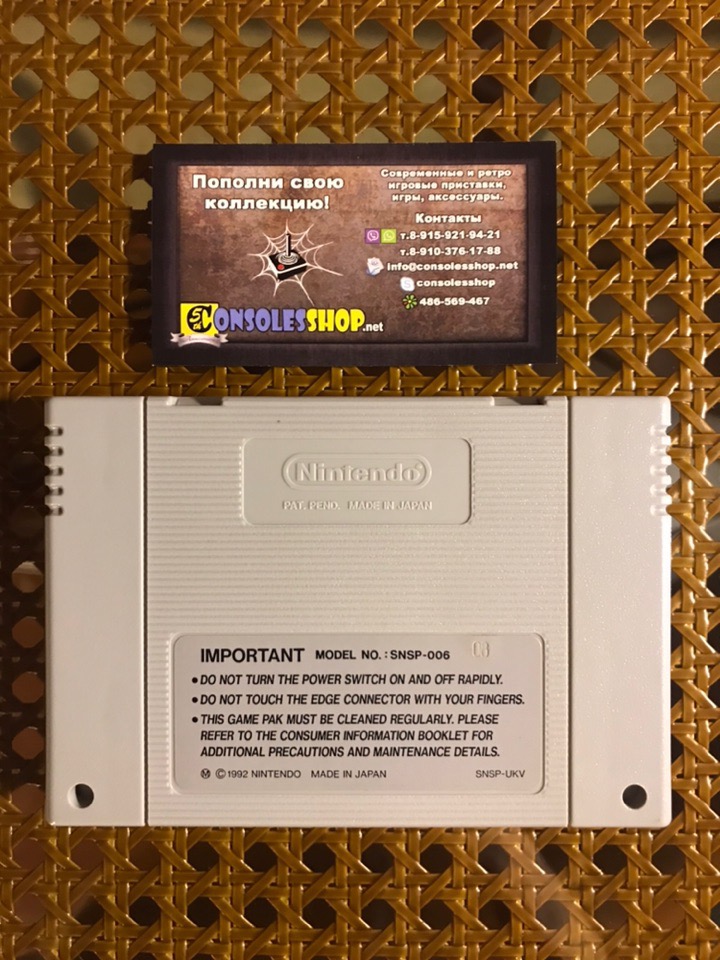 Пополни свою
коллекцию!
Современные и ретро
игровые приставки,
игры, аксессуары.
Контакты
т.8-915-921-94-21
т.8-910-376-17-88
info@consolesshop.net
consolesshop
486-569-467
CONSOLESSHOP.net
Nintendo
PAT. PEND. MADE IN JAPAN
IMPORTANT MODEL NO. : SNSP-006
• DO NOT TURN THE POWER SWITCH ON AND OFF RAPIDLY.
• DO NOT TOUCH THE EDGE CONNECTOR WITH YOUR FINGERS.
• THIS GAME PAK MUST BE CLEANED REGULARLY. PLEASE
REFER TO THE CONSUMER INFORMATION BOOKLET FOR
ADDITIONAL PRECAUTIONS AND MAINTENANCE DETAILS.
Ⓜ © 1992 NINTENDO MADE IN JAPAN SNSP-UKV